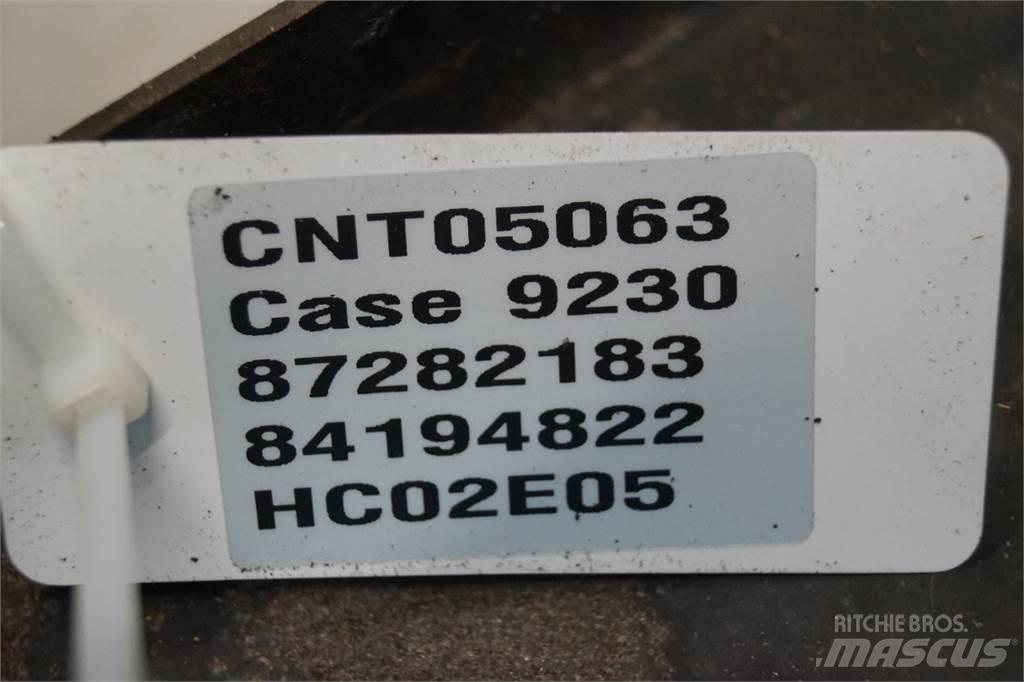 CNT05063
Case 9230
87282183
84194822
HC02E05
RITCHIE BROS.
MASCUS